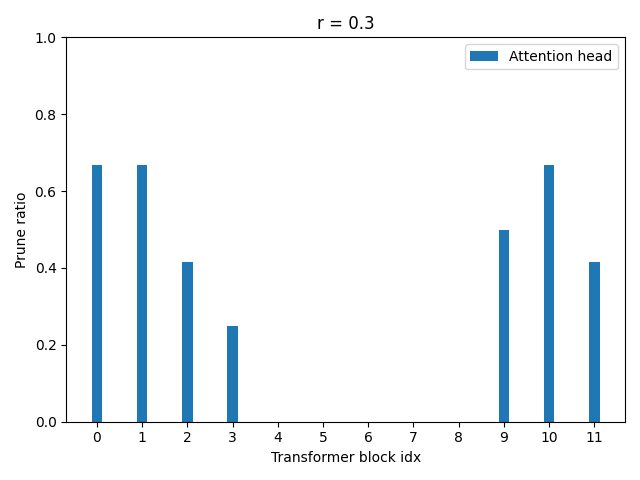 r = 0.3
Attention head
Prune ratio
1.0
0.8
0.6
0.4
0.2
0.0
0 1 2 3 4 5 6 7 8 9 10 11
Transformer block idx